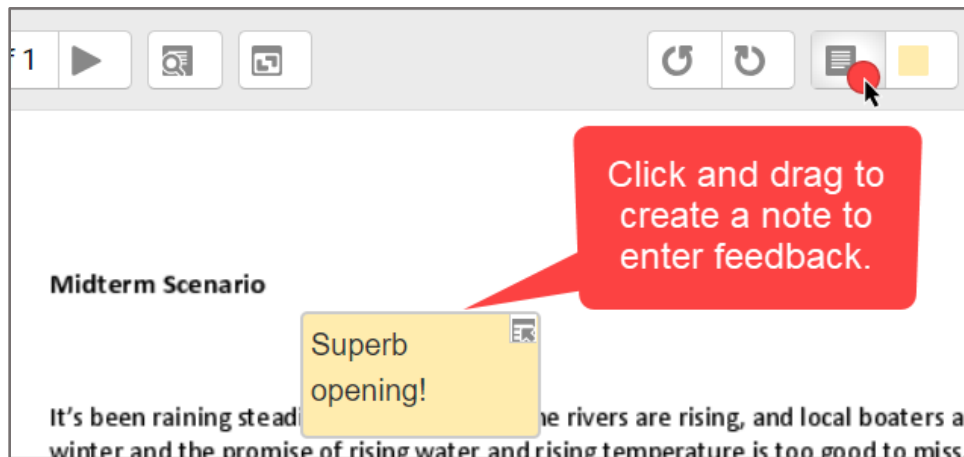 f 1
Click and drag to
create a note to
enter feedback.
Midterm Scenario
Superb
opening!
It's been raining steadi he rivers are rising, and local boaters a
winter and the promise of rising water and rising temperature is too good to miss